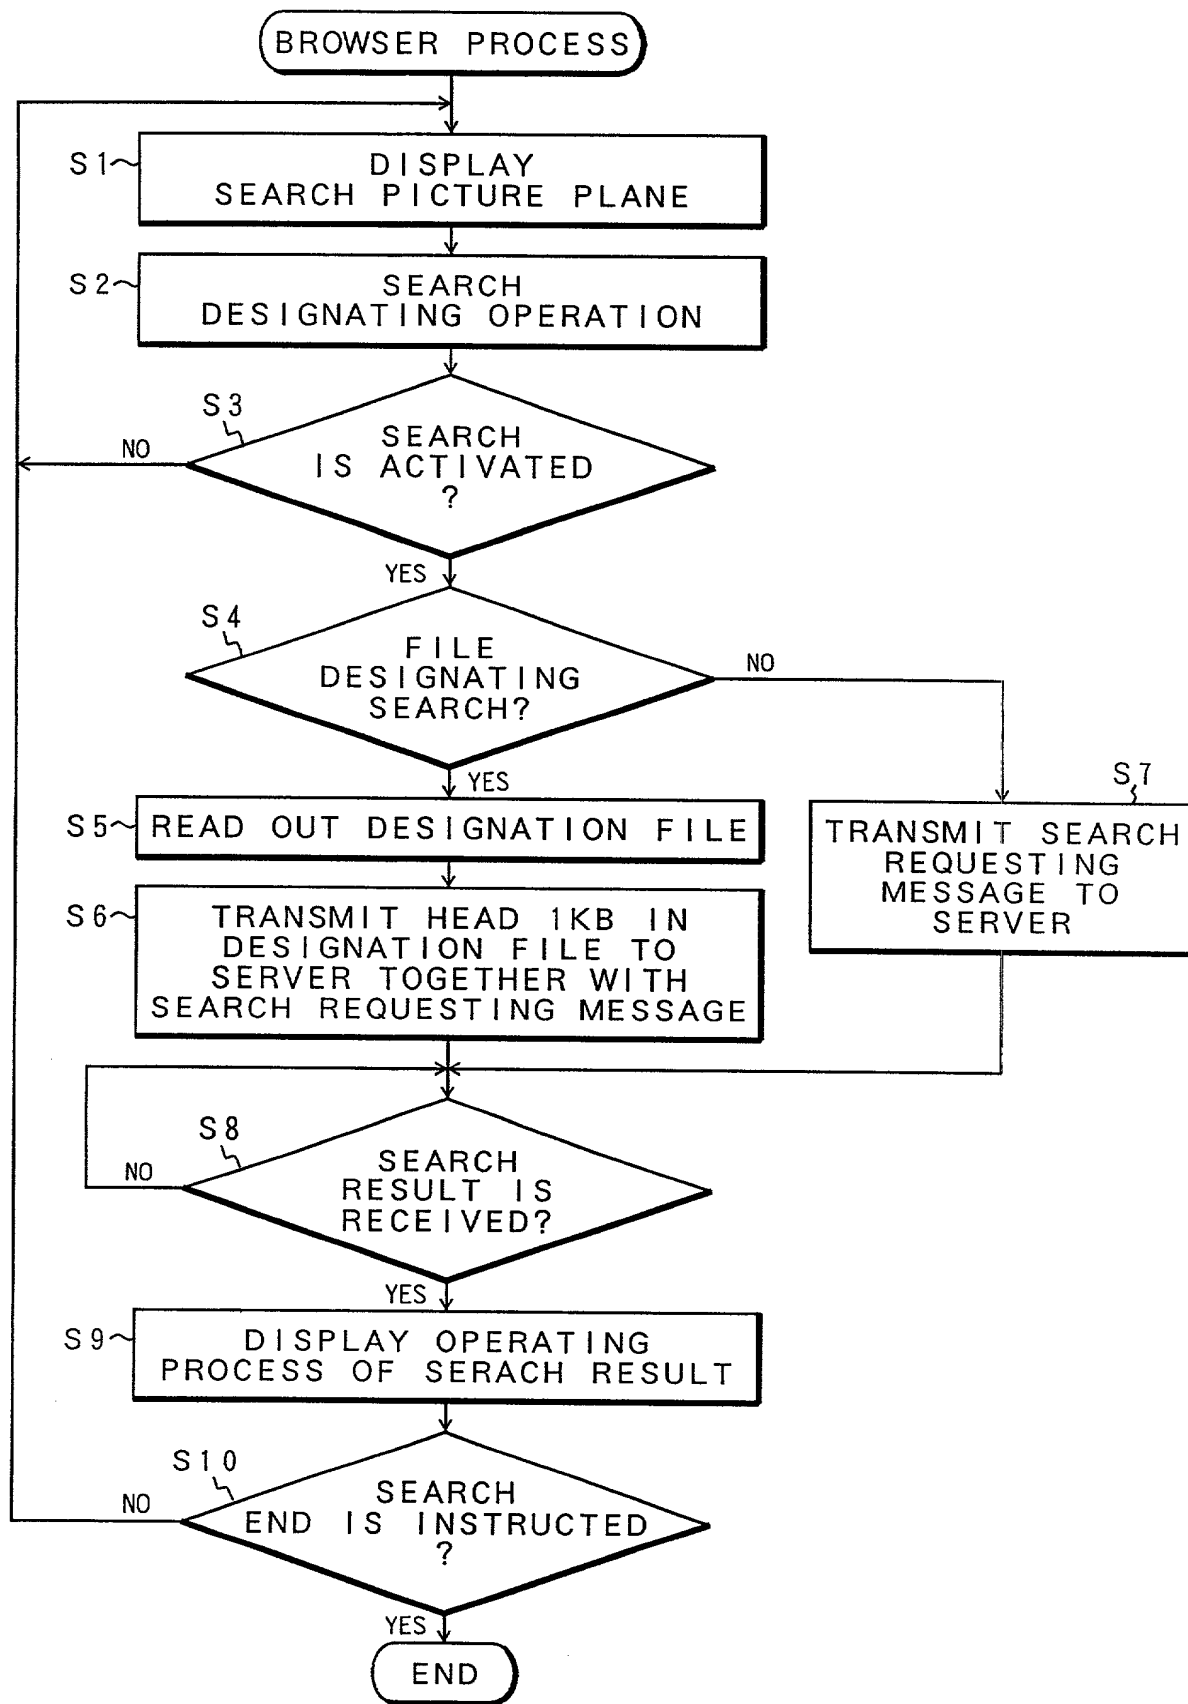 BROWSER PROCESS
S1
DISPLAY
SEARCH PICTURE PLANE
S2
SEARCH
DESIGNATING OPERATION
S3
NO
SEARCH
IS ACTIVATED
?
YES
S4
FILE
DESIGNATING
SEARCH?
NO
YES
S5
READ OUT DESIGNATION FILE
S7
TRANSMIT SEARCH
REQUESTING
MESSAGE TO
SERVER
S6
TRANSMIT HEAD 1KB IN
DESIGNATION FILE TO
SERVER TOGETHER WITH
SEARCH REQUESTING MESSAGE
S8
NO
SEARCH
RESULT IS
RECEIVED?
YES
S9
DISPLAY OPERATING
PROCESS OF SERACH RESULT
S10
NO
SEARCH
END IS INSTRUCTED
?
YES
END